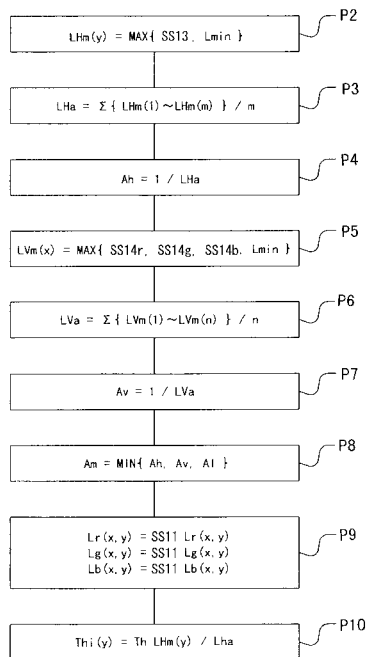 P2
LHm(y) = MAX{ SS13, Lmin }
P3
LHa = Σ{ LHm(1)~LHm(m) } / m
P4
Ah = 1 / LHa
P5
LVm(x) = MAX{ SS14r, SS14g, SS14b, Lmin }
P6
LVa = Σ{ LVm(1)~LVm(n) } / n
P7
Av = 1 / LVa
P8
Am = MIN{ Ah, Av, Al }
P9
Lr(x,y) = SS11 Lr(x,y)
Lg(x,y) = SS11 Lg(x,y)
Lb(x,y) = SS11 Lb(x,y)
P10
Thi(y) = Th LHm(y) / Lha